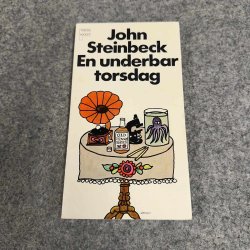 John
Steinbeck
En underbar
torsdag